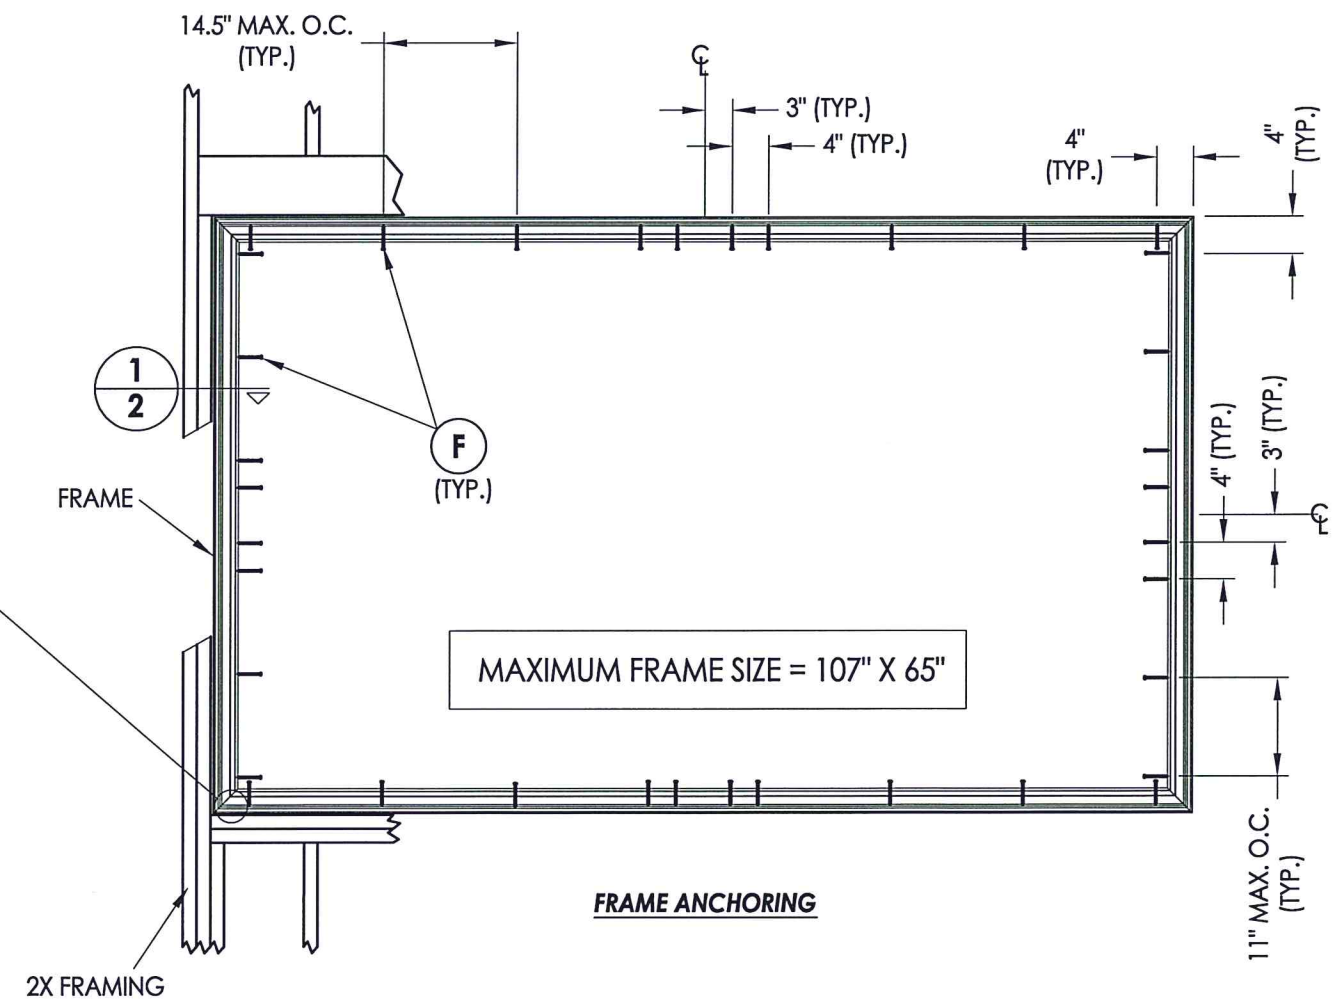 14.5" MAX. O.C.
(TYP.)
℄
3" (TYP.)
4" (TYP.)
4"
(TYP.)
4"
(TYP.)
1
2
F
(TYP.)
FRAME
4" (TYP.)
3" (TYP.)
℄
MAXIMUM FRAME SIZE = 107" X 65"
11" MAX. O.C.
(TYP.)
FRAME ANCHORING
2X FRAMING